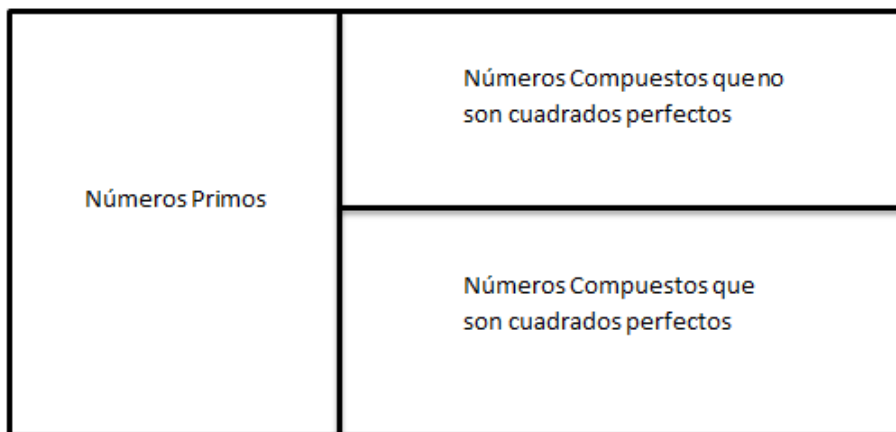 Números Compuestos que no
son cuadrados perfectos
Números Primos
Números Compuestos que
son cuadrados perfectos